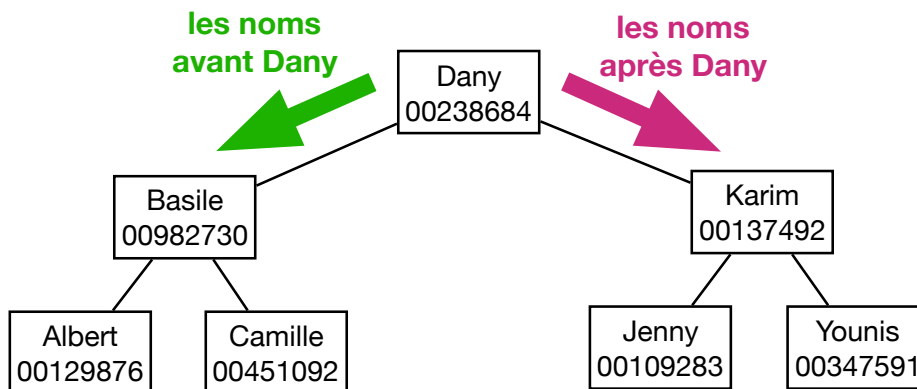 les noms
avant Dany
les noms
après Dany
Dany
00238684
Basile
00982730
Karim
00137492
Albert
00129876
Camille
00451092
Jenny
00109283
Younis
00347591